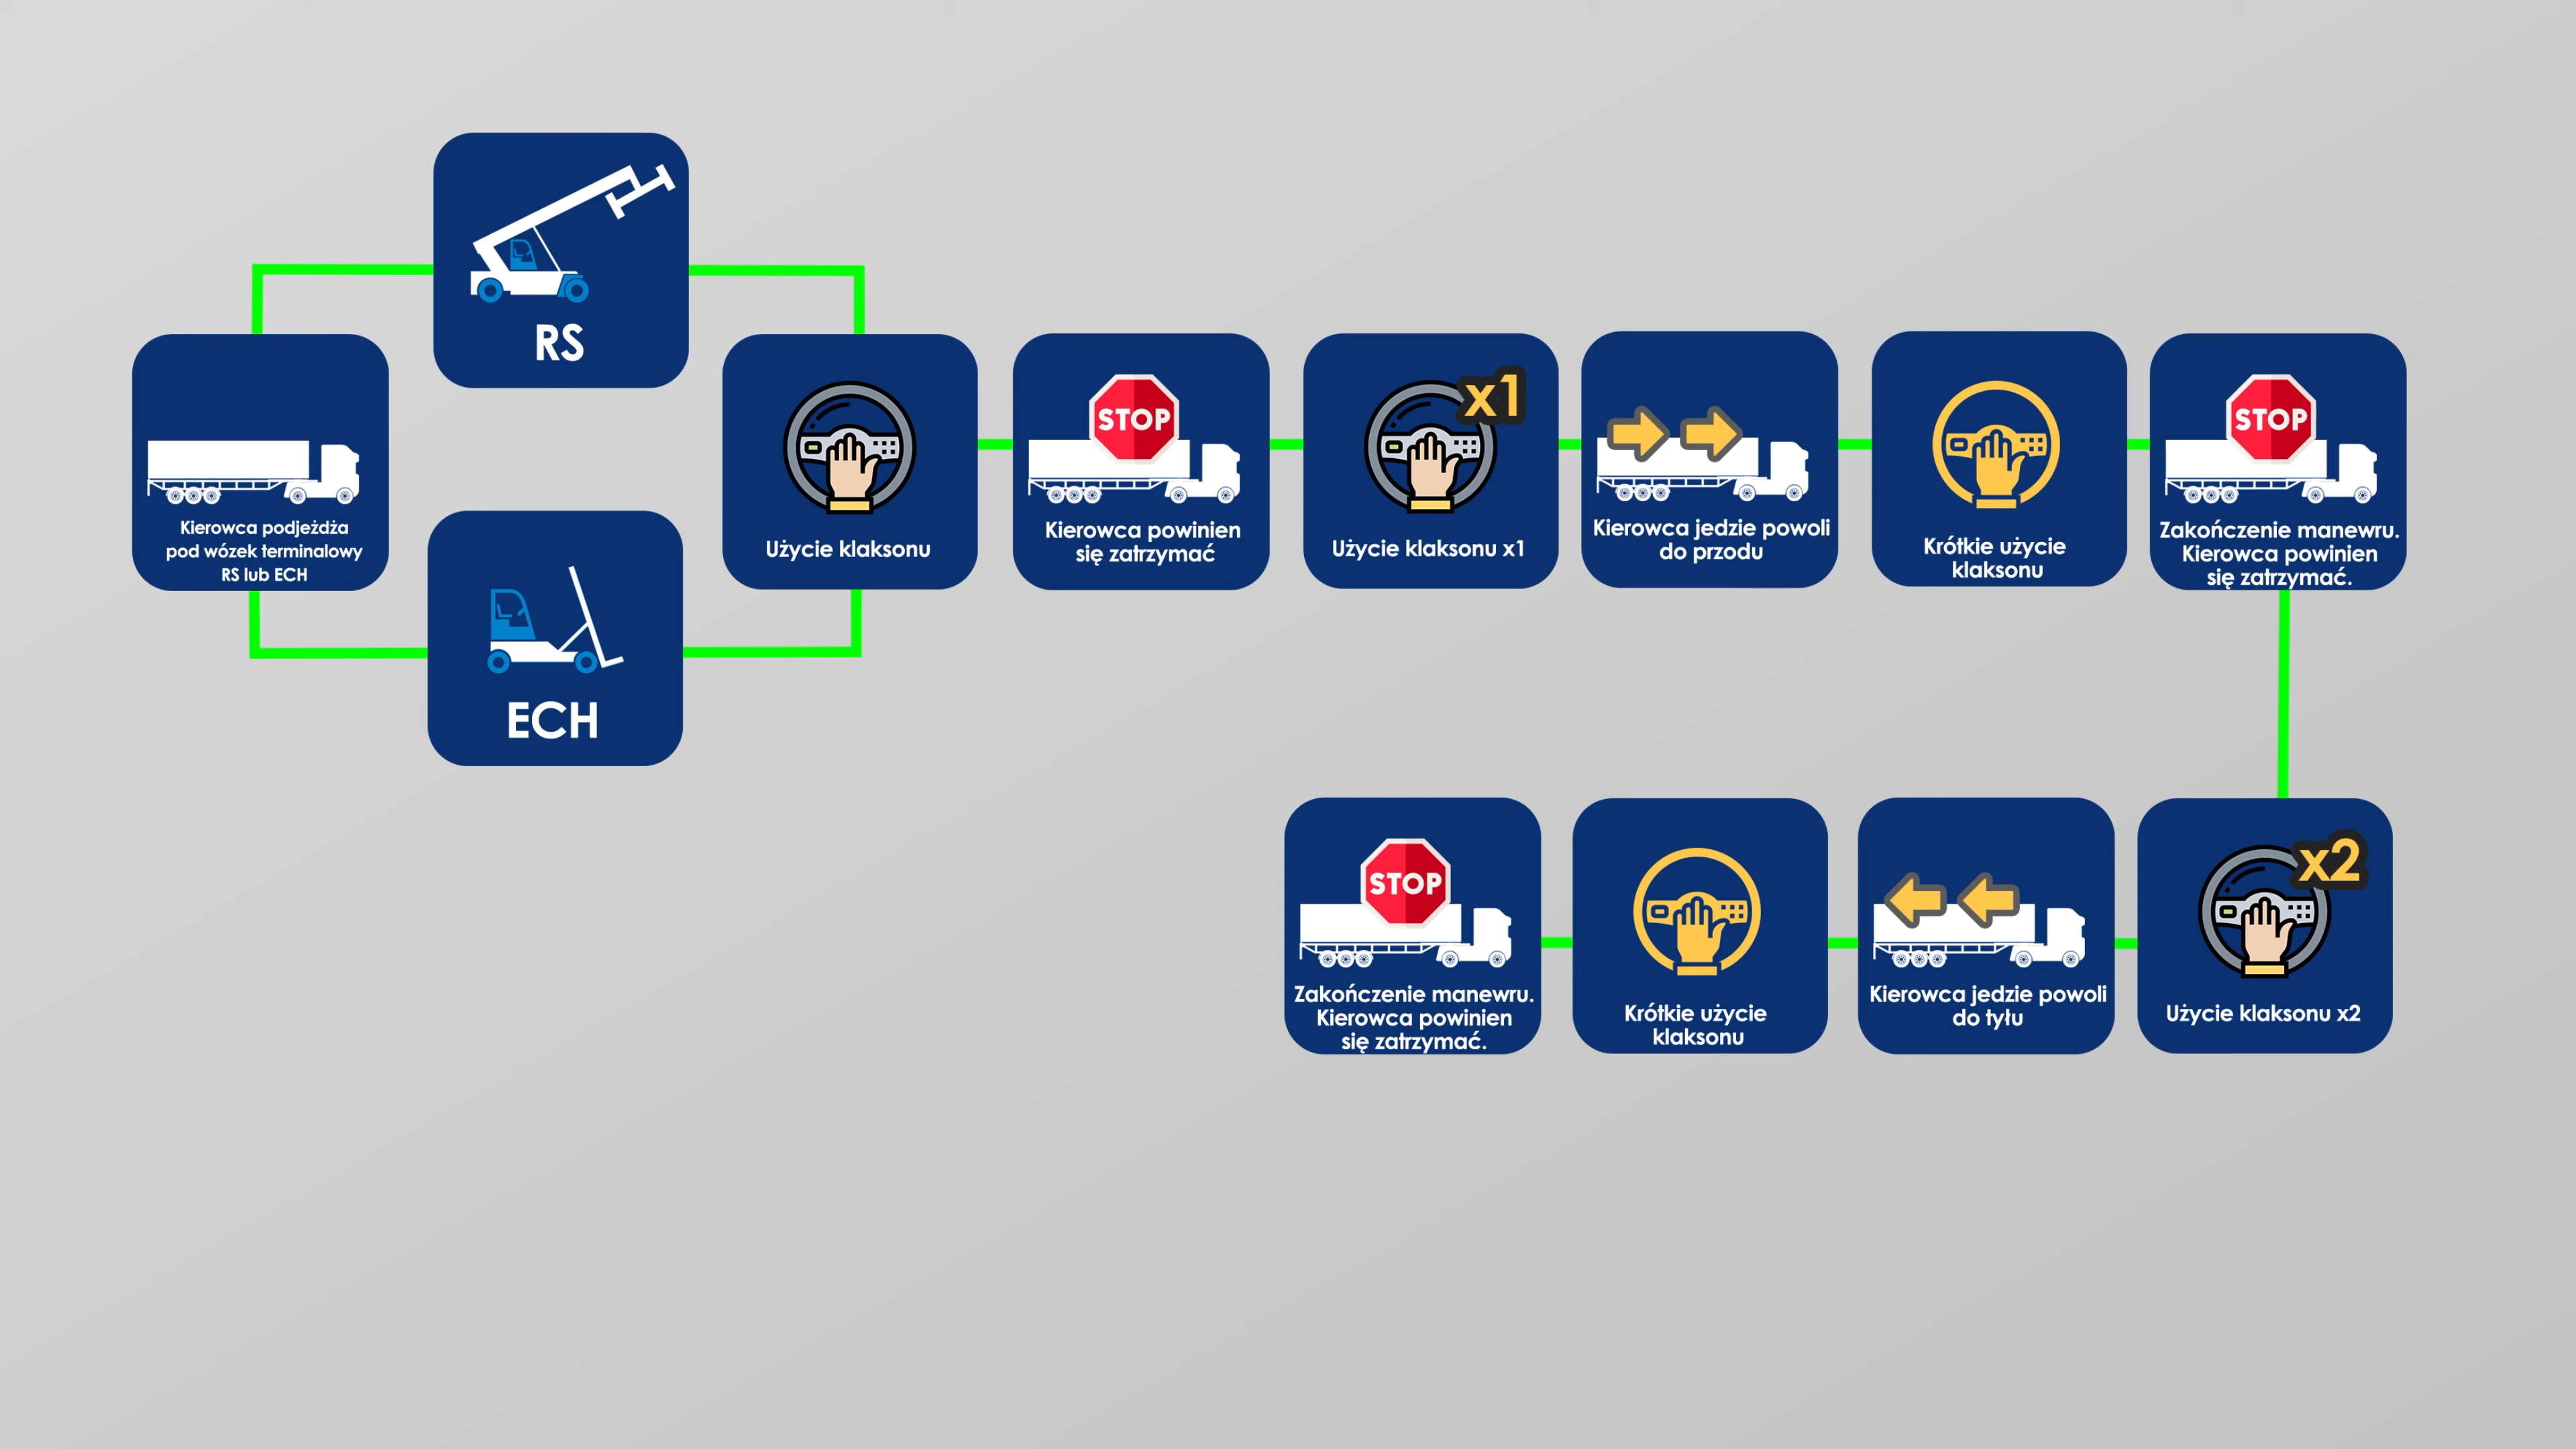 Kierowca podjeżdża
pod wózek terminalowy
RS lub ECH
RS
ECH
Użycie klaksonu
STOP
Kierowca powinien
się zatrzymać
x1
Użycie klaksonu x1
Kierowca jedzie powoli
do przodu
Krótkie użycie
klaksonu
STOP
Zakończenie manewru.
Kierowca powinien
się zatrzymać.
x2
Użycie klaksonu x2
Kierowca jedzie powoli
do tyłu
Krótkie użycie
klaksonu
STOP
Zakończenie manewru.
Kierowca powinien
się zatrzymać.